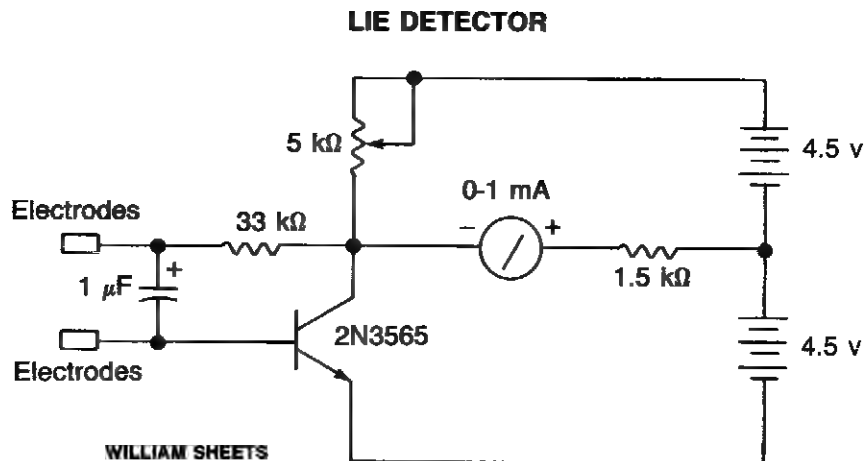 LIE DETECTOR
5 kΩ
4.5 v
0-1 mA
Electrodes
33 kΩ
- +
+
1 μF
1.5 kΩ
2N3565
4.5 v
Electrodes
WILLIAM SHEETS